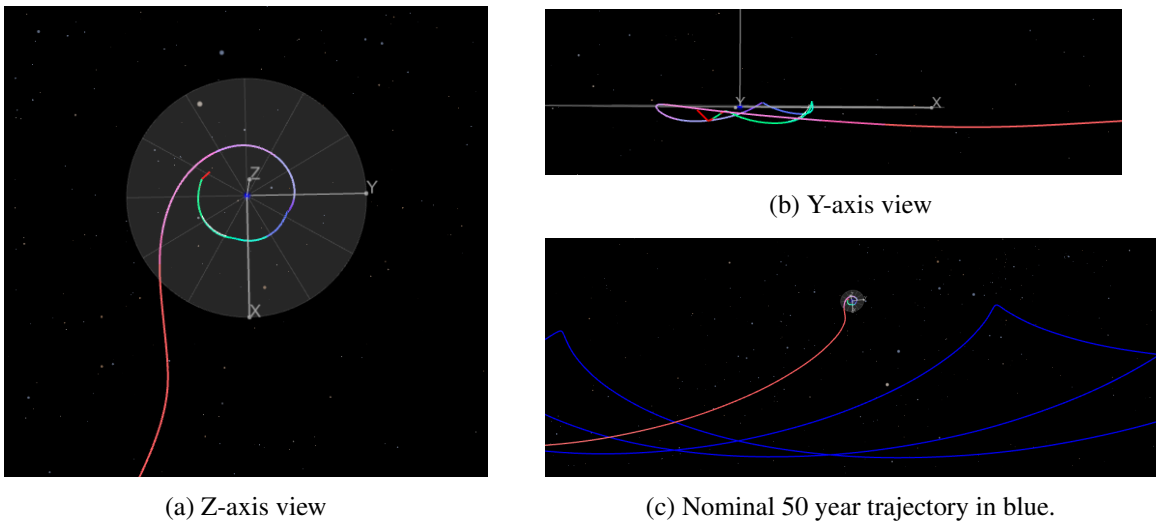 Z
Y
X
(a) Z-axis view
Y
X
(b) Y-axis view
(c) Nominal 50 year trajectory in blue.